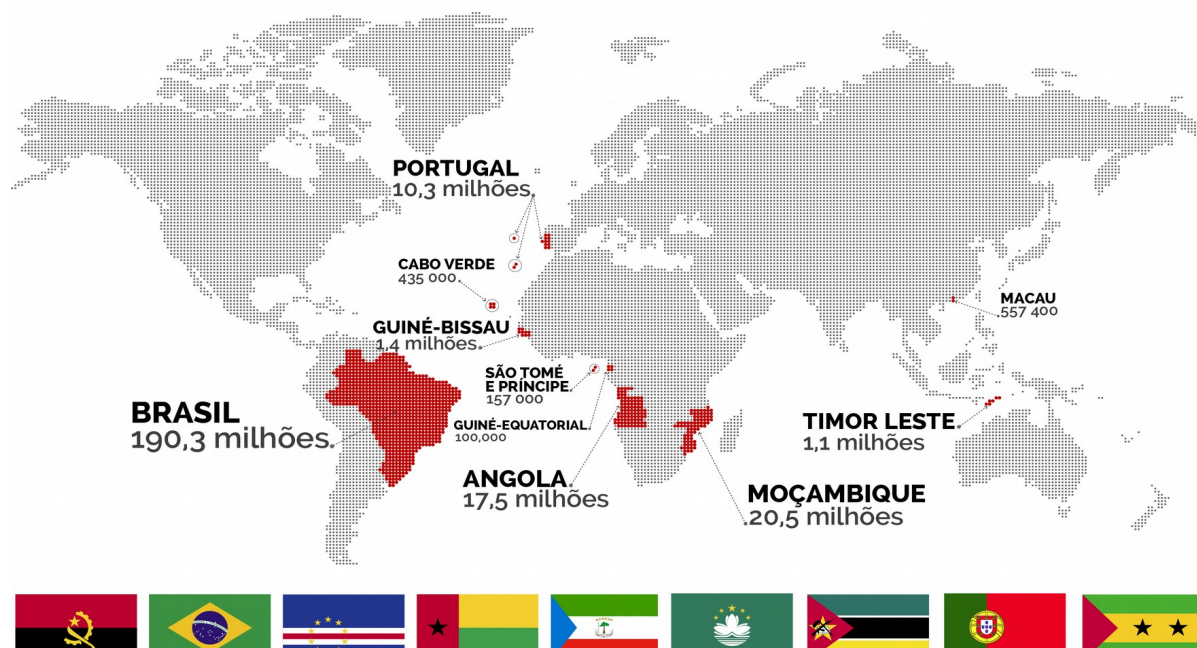 PORTUGAL
10,3 milhões
CABO VERDE
435 000
GUINÉ-BISSAU
1,4 milhões
SÃO TOMÉ
E PRÍNCIPE
157 000
GUINÉ-EQUATORIAL
100,000
BRASIL
190,3 milhões
ANGOLA
17,5 milhões
MACAU
557 400
TIMOR LESTE
1,1 milhões
MOÇAMBIQUE
20,5 milhões